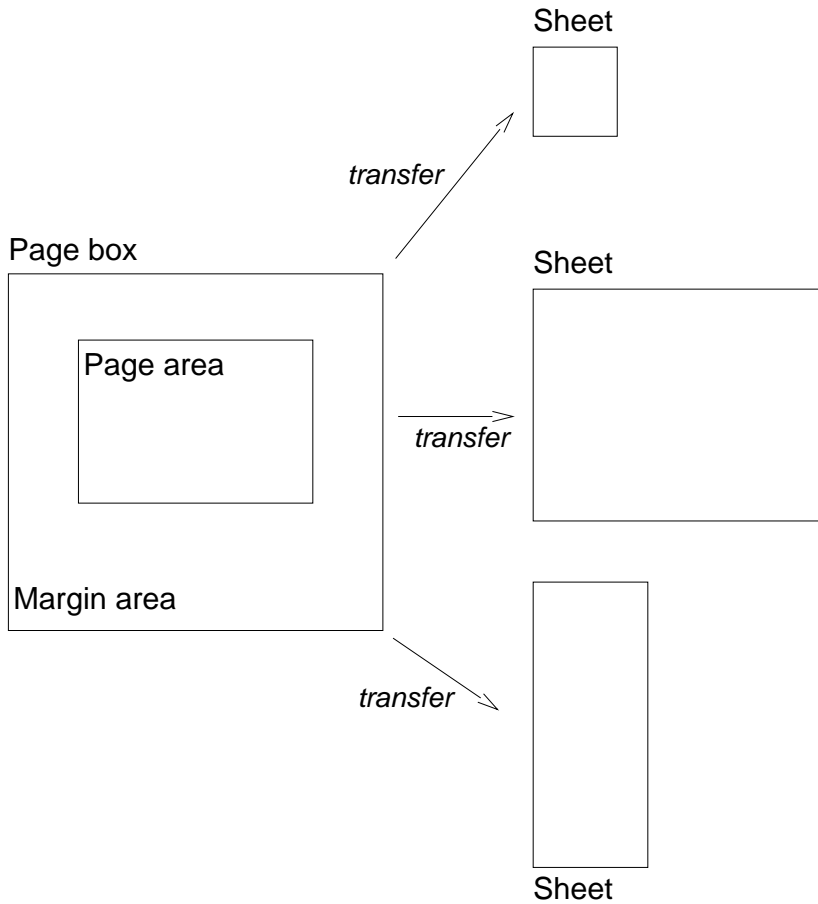 Sheet
transfer
Page box
Sheet
Page area
transfer
Margin area
transfer
Sheet